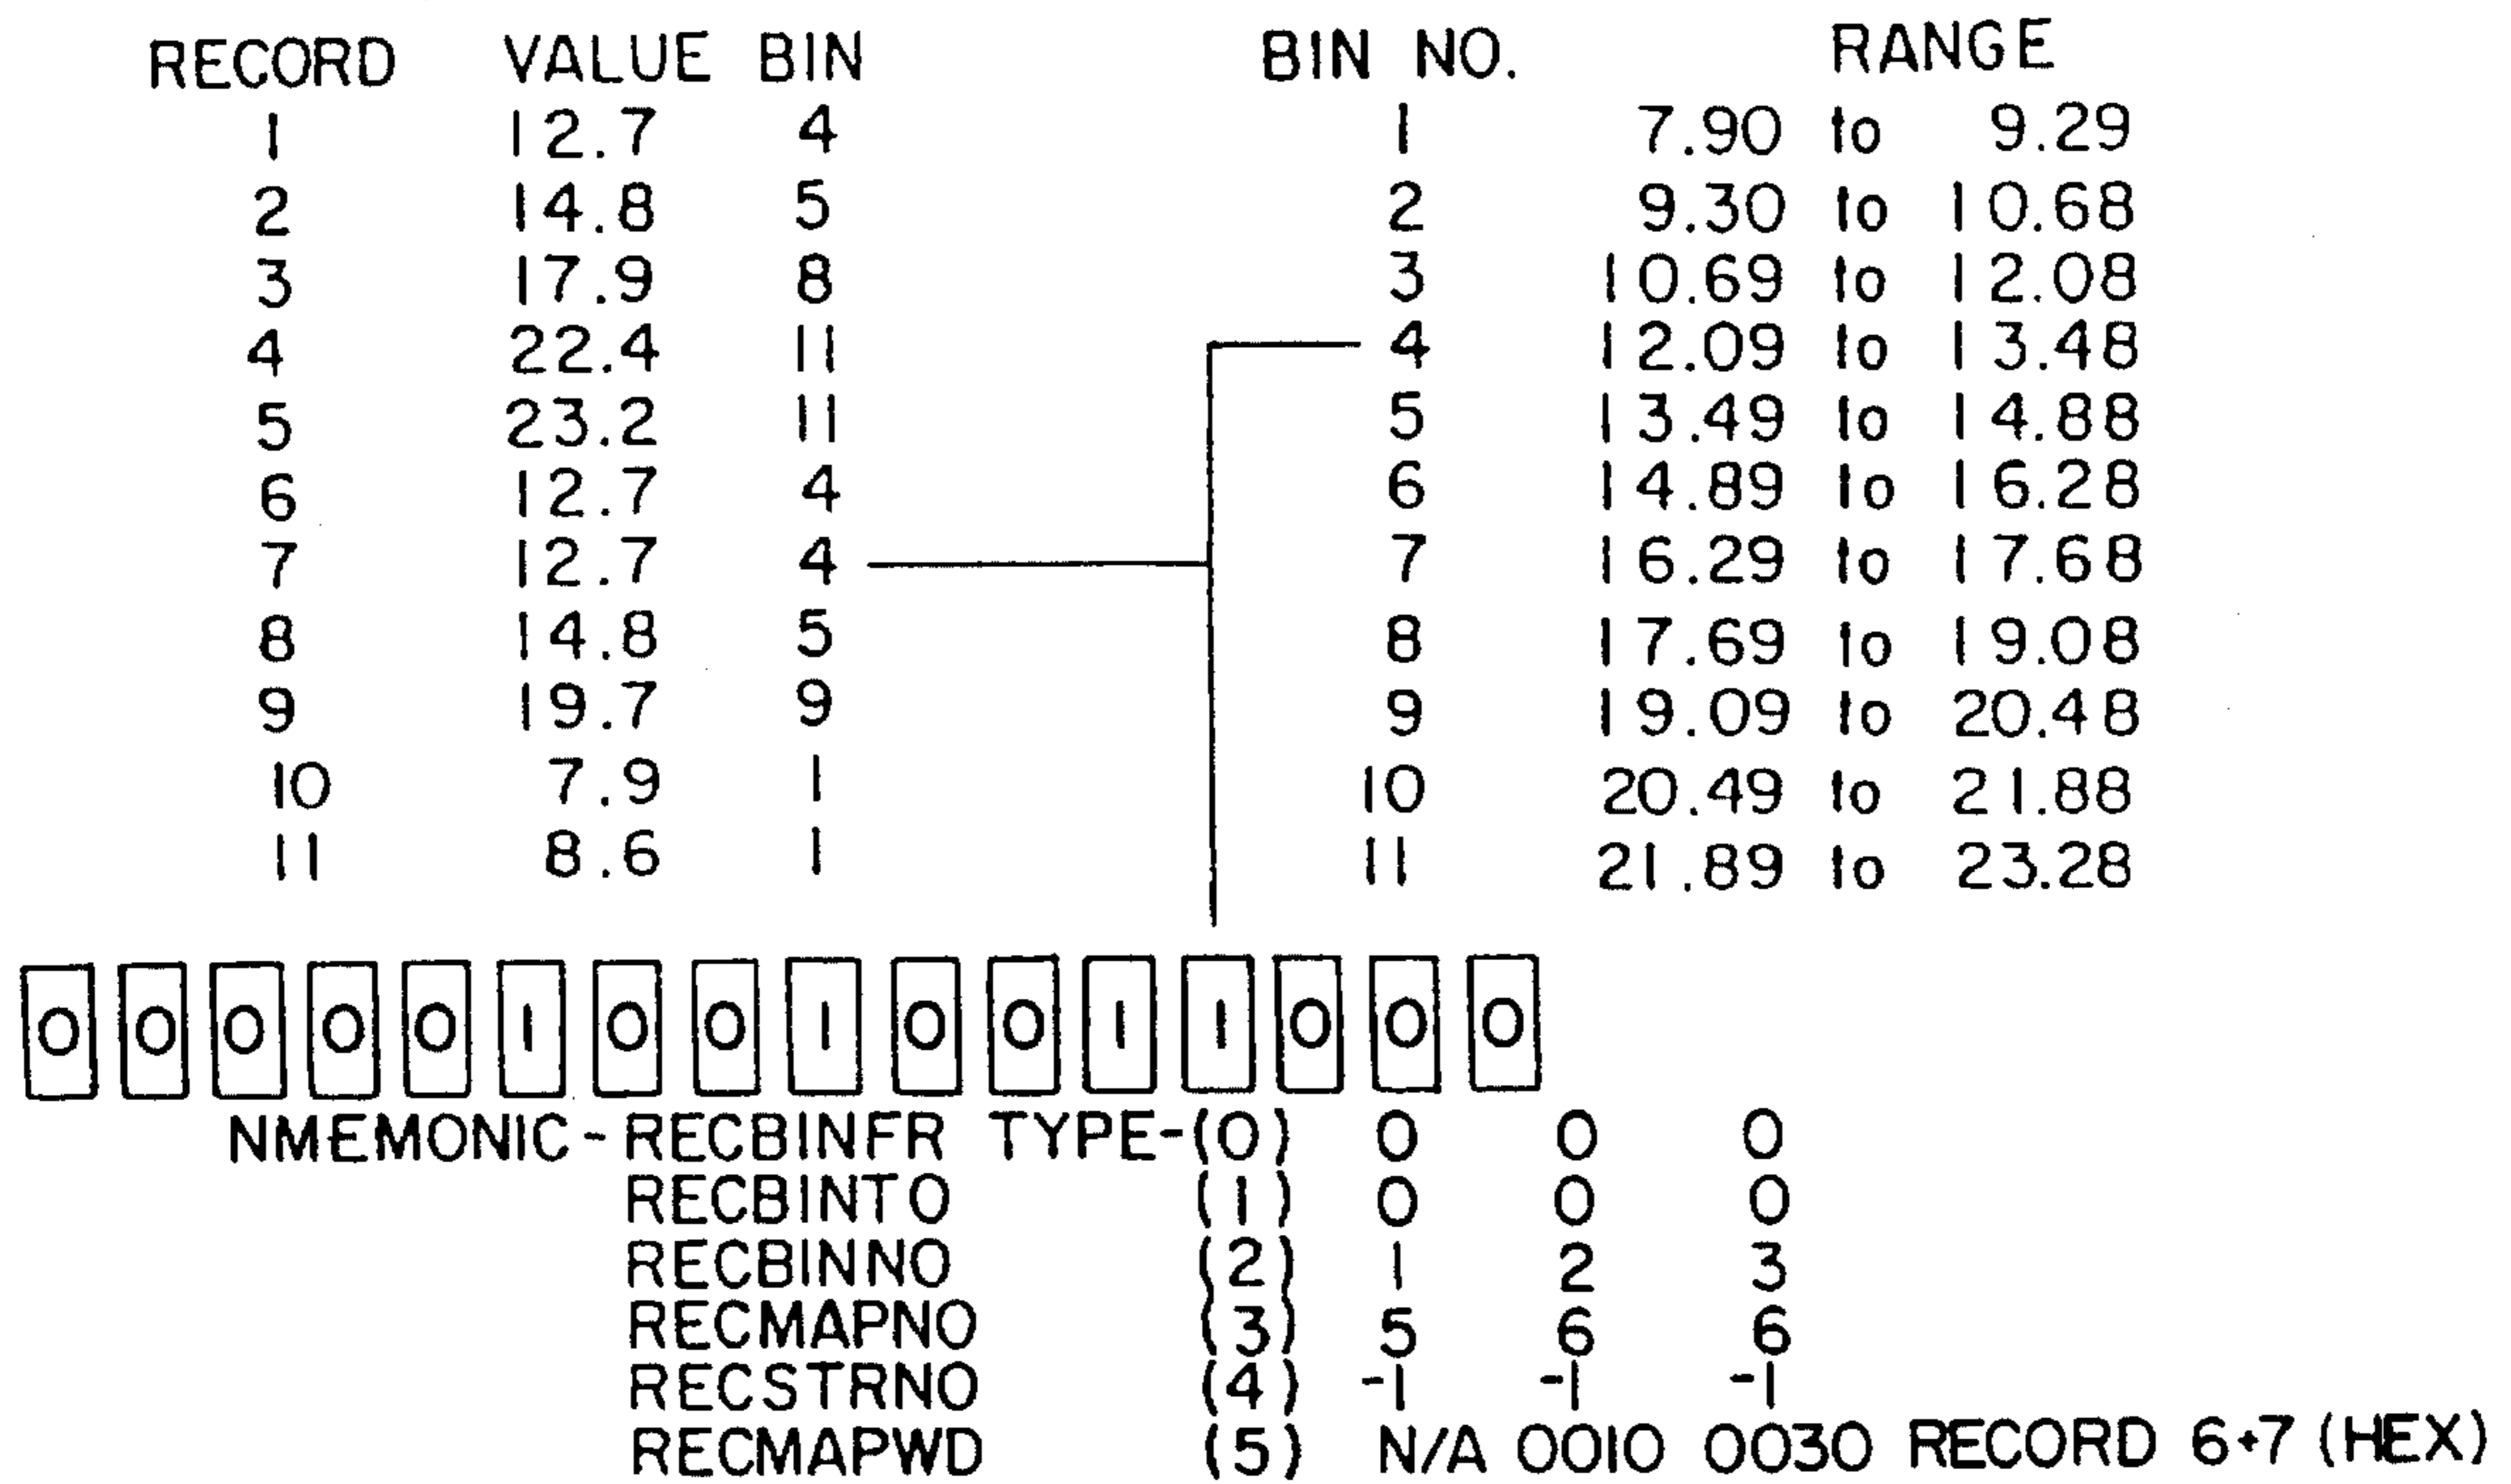 RECORD VALUE BIN BIN NO. RANGE
1 12.7 4 1 7.90 to 9.29
2 14.8 5 2 9.30 to 10.68
3 17.9 8 3 10.69 to 12.08
4 22.4 11 4 12.09 to 13.48
5 23.2 11 5 13.49 to 14.88
6 12.7 4 6 14.89 to 16.28
7 12.7 4 7 16.29 to 17.68
8 14.8 5 8 17.69 to 19.08
9 19.7 9 9 19.09 to 20.48
10 7.9 1 10 20.49 to 21.88
11 8.6 1 11 21.89 to 23.28
0 0 0 0 0 1 0 0 1 0 0 1 1 0 0 0
NMEMONIC-RECBINFR TYPE-(0) 0 0 0
RECBINTO (1) 0 0 0
RECBINNO (2) 1 2 3
RECMAPNO (3) 5 6 6
RECSTRNO (4) -1 -1 -1
RECMAPWD (5) N/A 0010 0030 RECORD 6+7 (HEX)